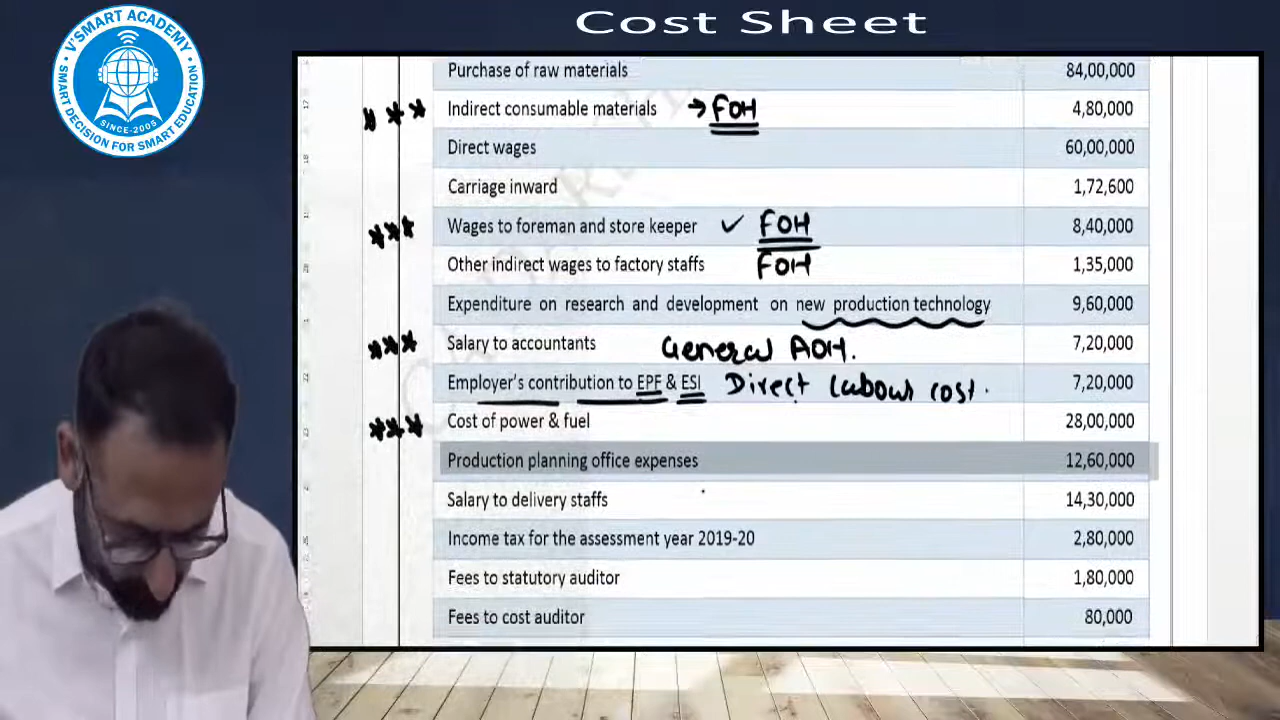 Cost Sheet
V'SMART ACADEMY
SINCE-2005
SMART DECISION FOR SMART EDUCATION
Purchase of raw materials 84,00,000
Indirect consumable materials → FOH 4,80,000
Direct wages 60,00,000
Carriage inward 1,72,600
Wages to foreman and store keeper ✓ FOH 8,40,000
Other indirect wages to factory staffs FOH 1,35,000
Expenditure on research and development on new production technology 9,60,000
Salary to accountants General AOH. 7,20,000
Employer's contribution to EPF & ESI Direct labour cost. 7,20,000
Cost of power & fuel 28,00,000
Production planning office expenses 12,60,000
Salary to delivery staffs 14,30,000
Income tax for the assessment year 2019-20 2,80,000
Fees to statutory auditor 1,80,000
Fees to cost auditor 80,000